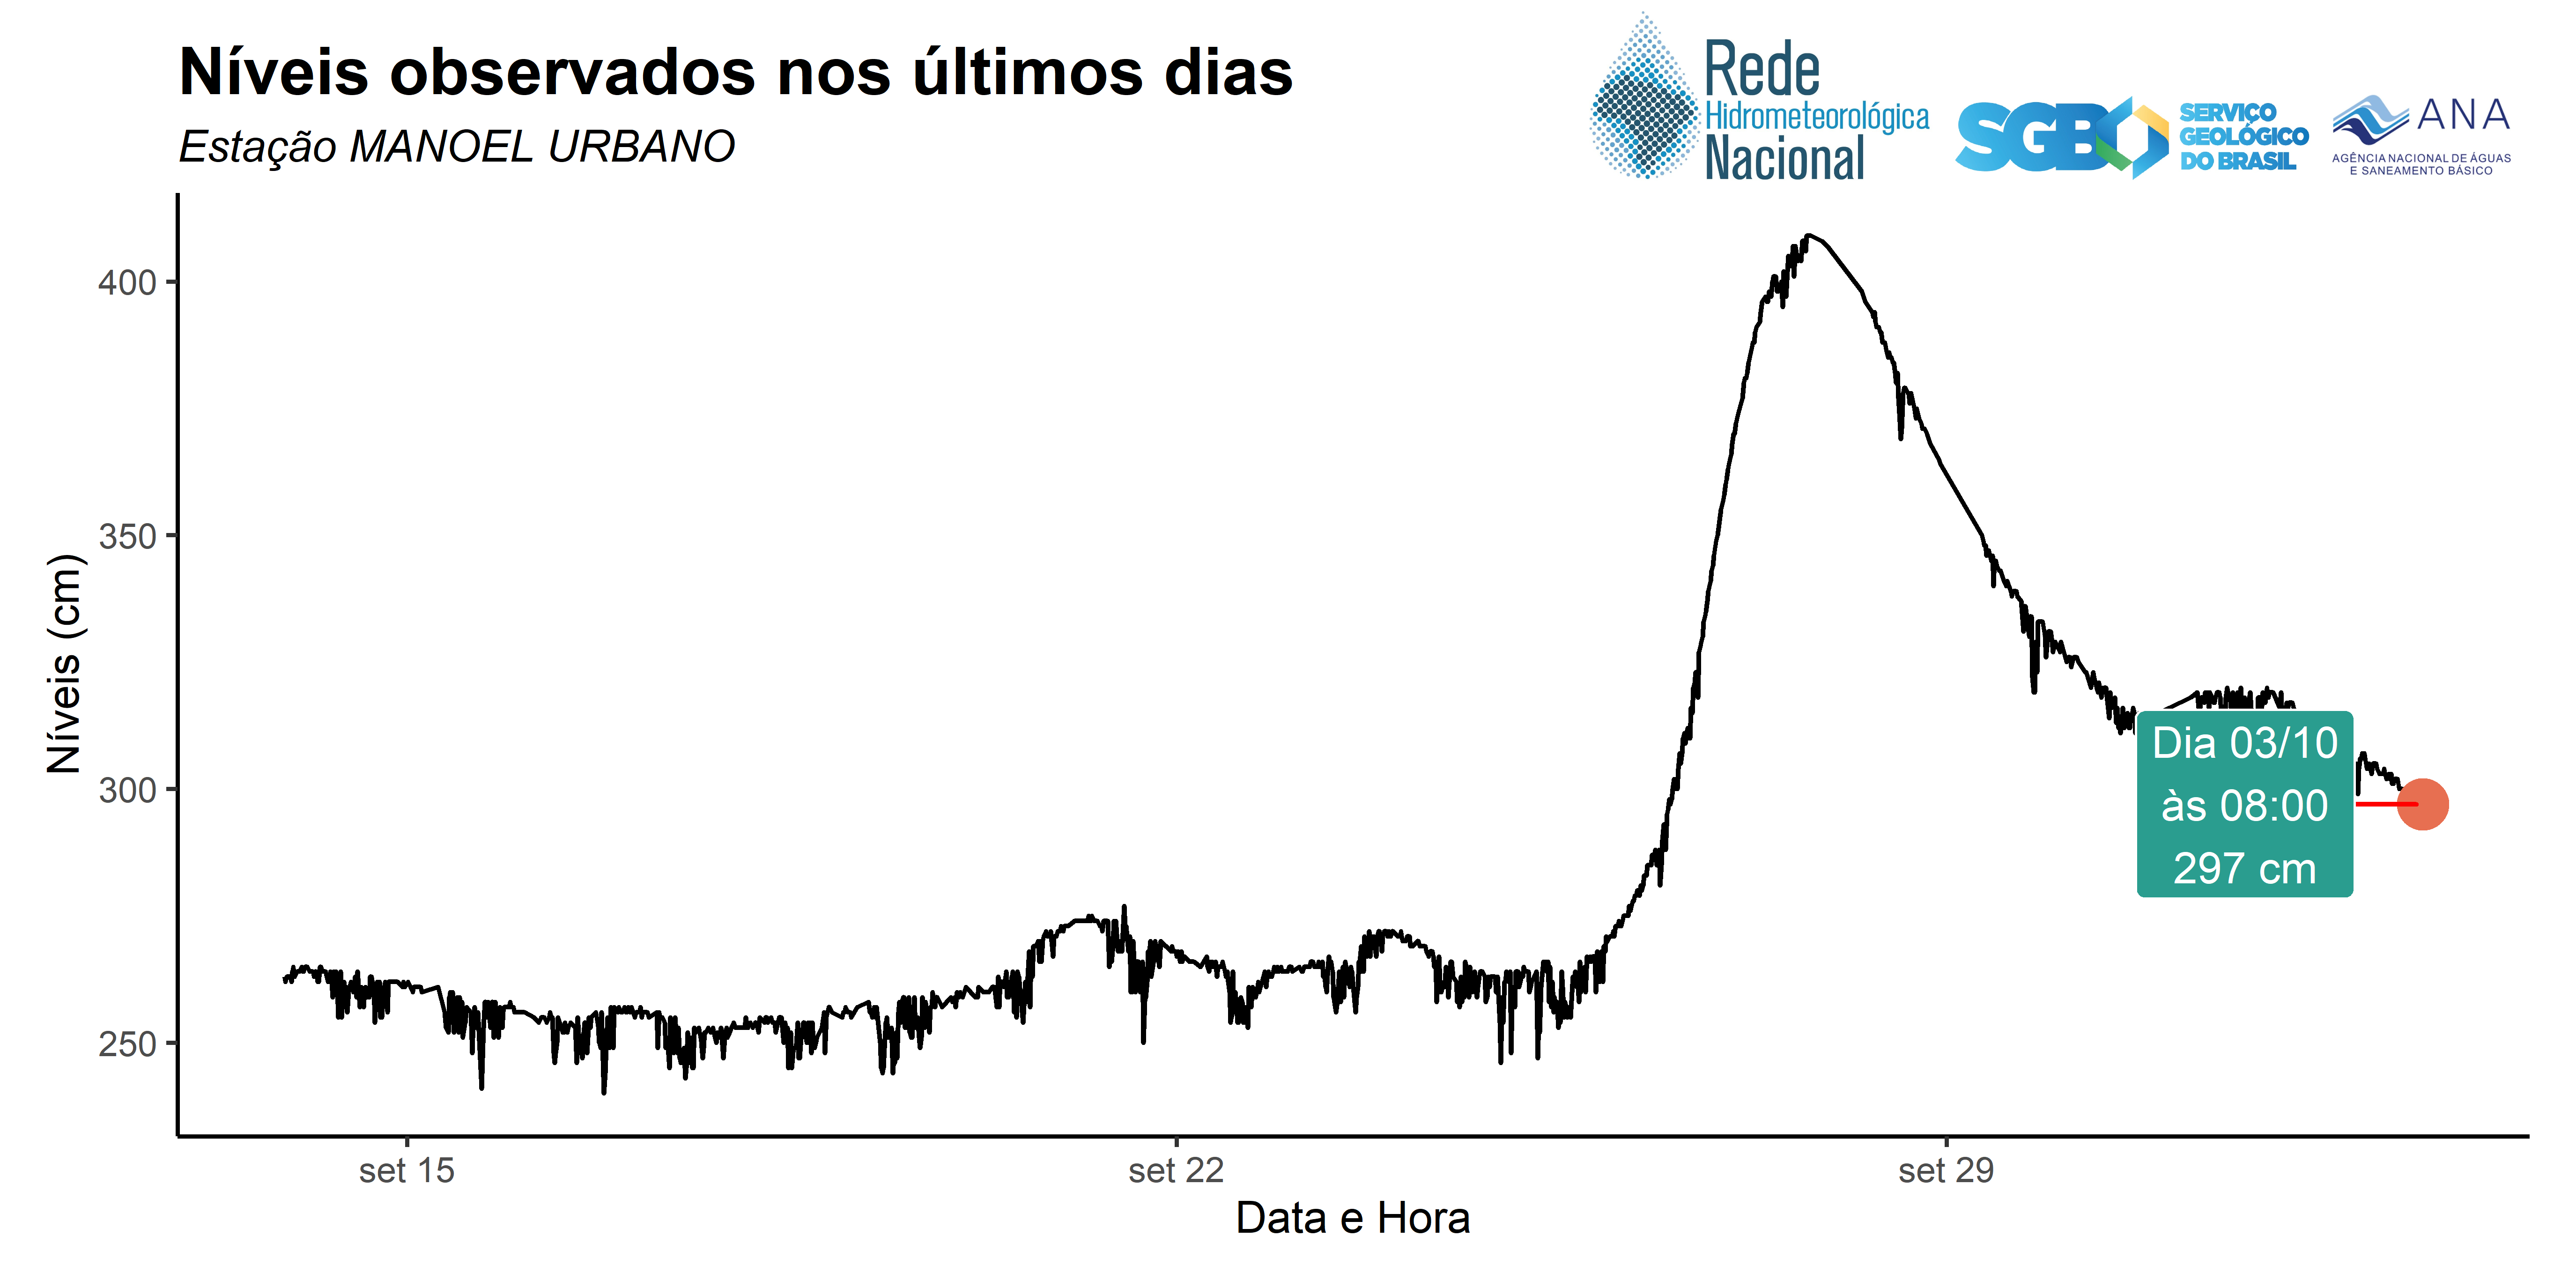 Níveis observados nos últimos dias
Estação MANOEL URBANO
Rede
Hidrometeorológica
Nacional
SGB
SERVIÇO
GEOLÓGICO
DO BRASIL
ANA
AGÊNCIA NACIONAL DE ÁGUAS
E SANEAMENTO BÁSICO
Níveis (cm)
400
350
300
250
Dia 03/10
às 08:00
297 cm
set 15
set 22
set 29
Data e Hora